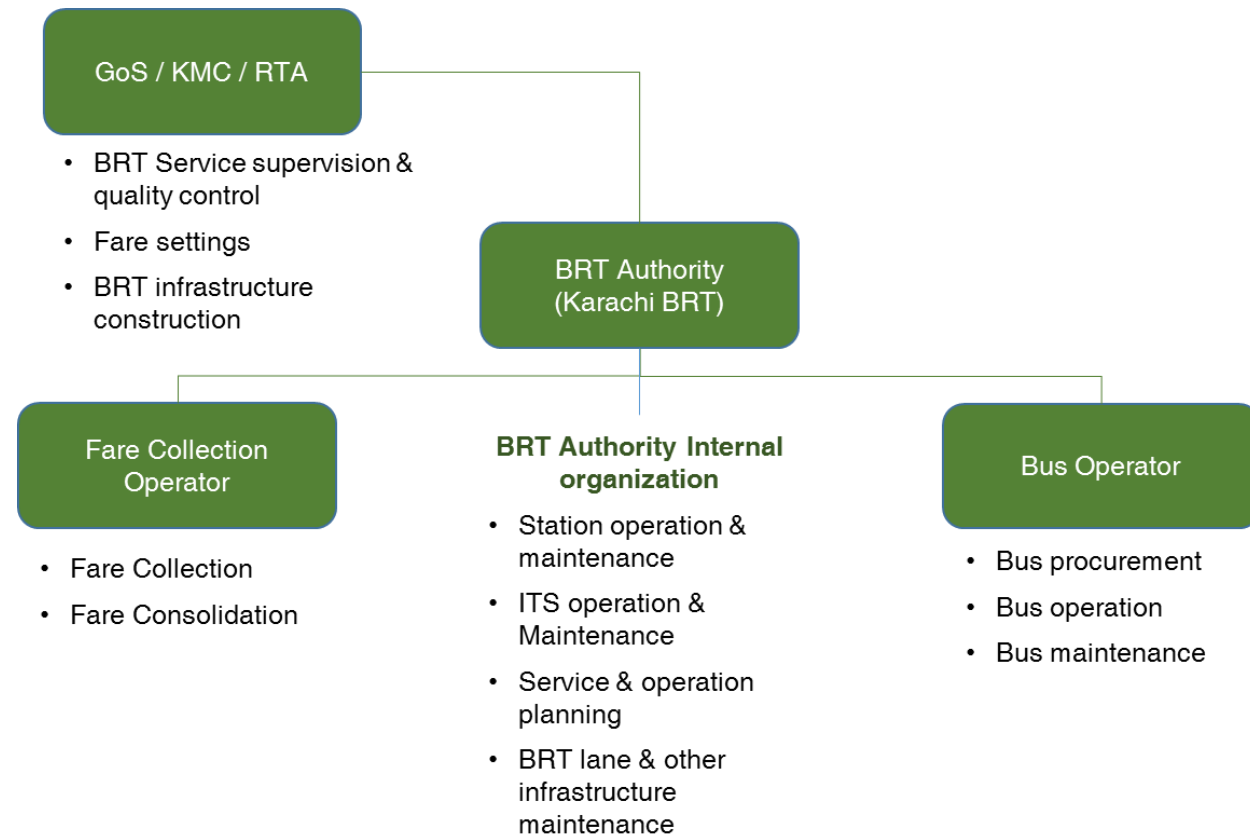 GoS / KMC / RTA
• BRT Service supervision &
quality control
• Fare settings
• BRT infrastructure
construction
BRT Authority
(Karachi BRT)
Fare Collection
Operator
• Fare Collection
• Fare Consolidation
BRT Authority Internal
organization
• Station operation &
maintenance
• ITS operation &
Maintenance
• Service & operation
planning
• BRT lane & other
infrastructure
maintenance
Bus Operator
• Bus procurement
• Bus operation
• Bus maintenance